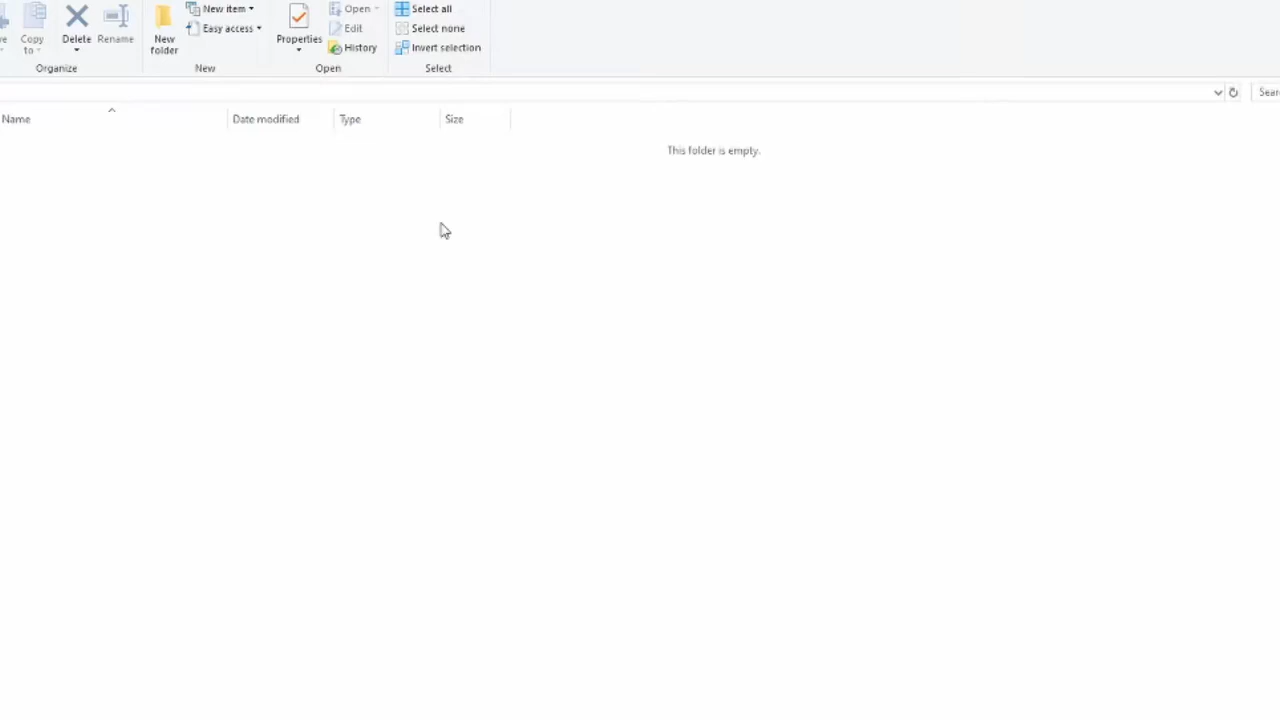 New item
Open
Select all
Copy
to
Delete
Rename
New
folder
Easy access
Properties
Edit
Select none
History
Invert selection
Organize
New
Open
Select
Name
Date modified
Type
Size
This folder is empty.